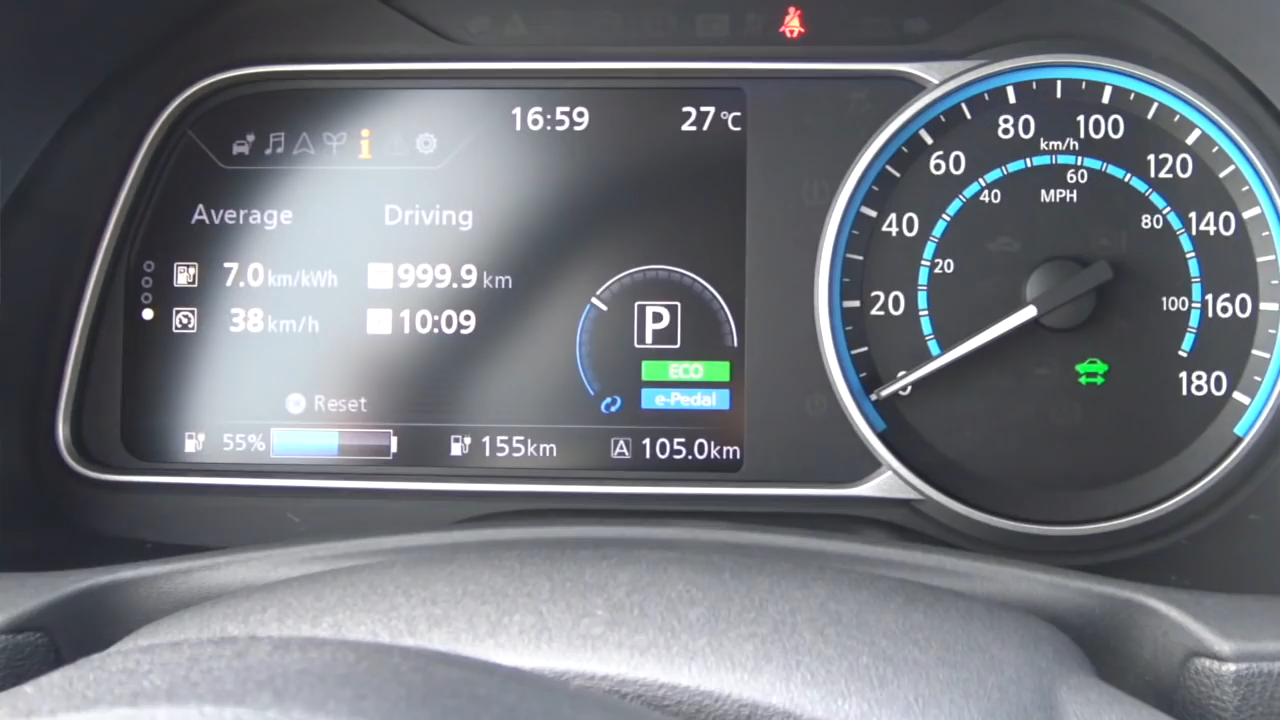 16:59 27°C
i
Average Driving
7.0 km/kWh 999.9 km
38 km/h 10:09
P
ECO
e-Pedal
Reset
55% 155km A 105.0km
0 20 40 60 80 100 120 140 160 180
km/h
20 40 60 80 100
MPH